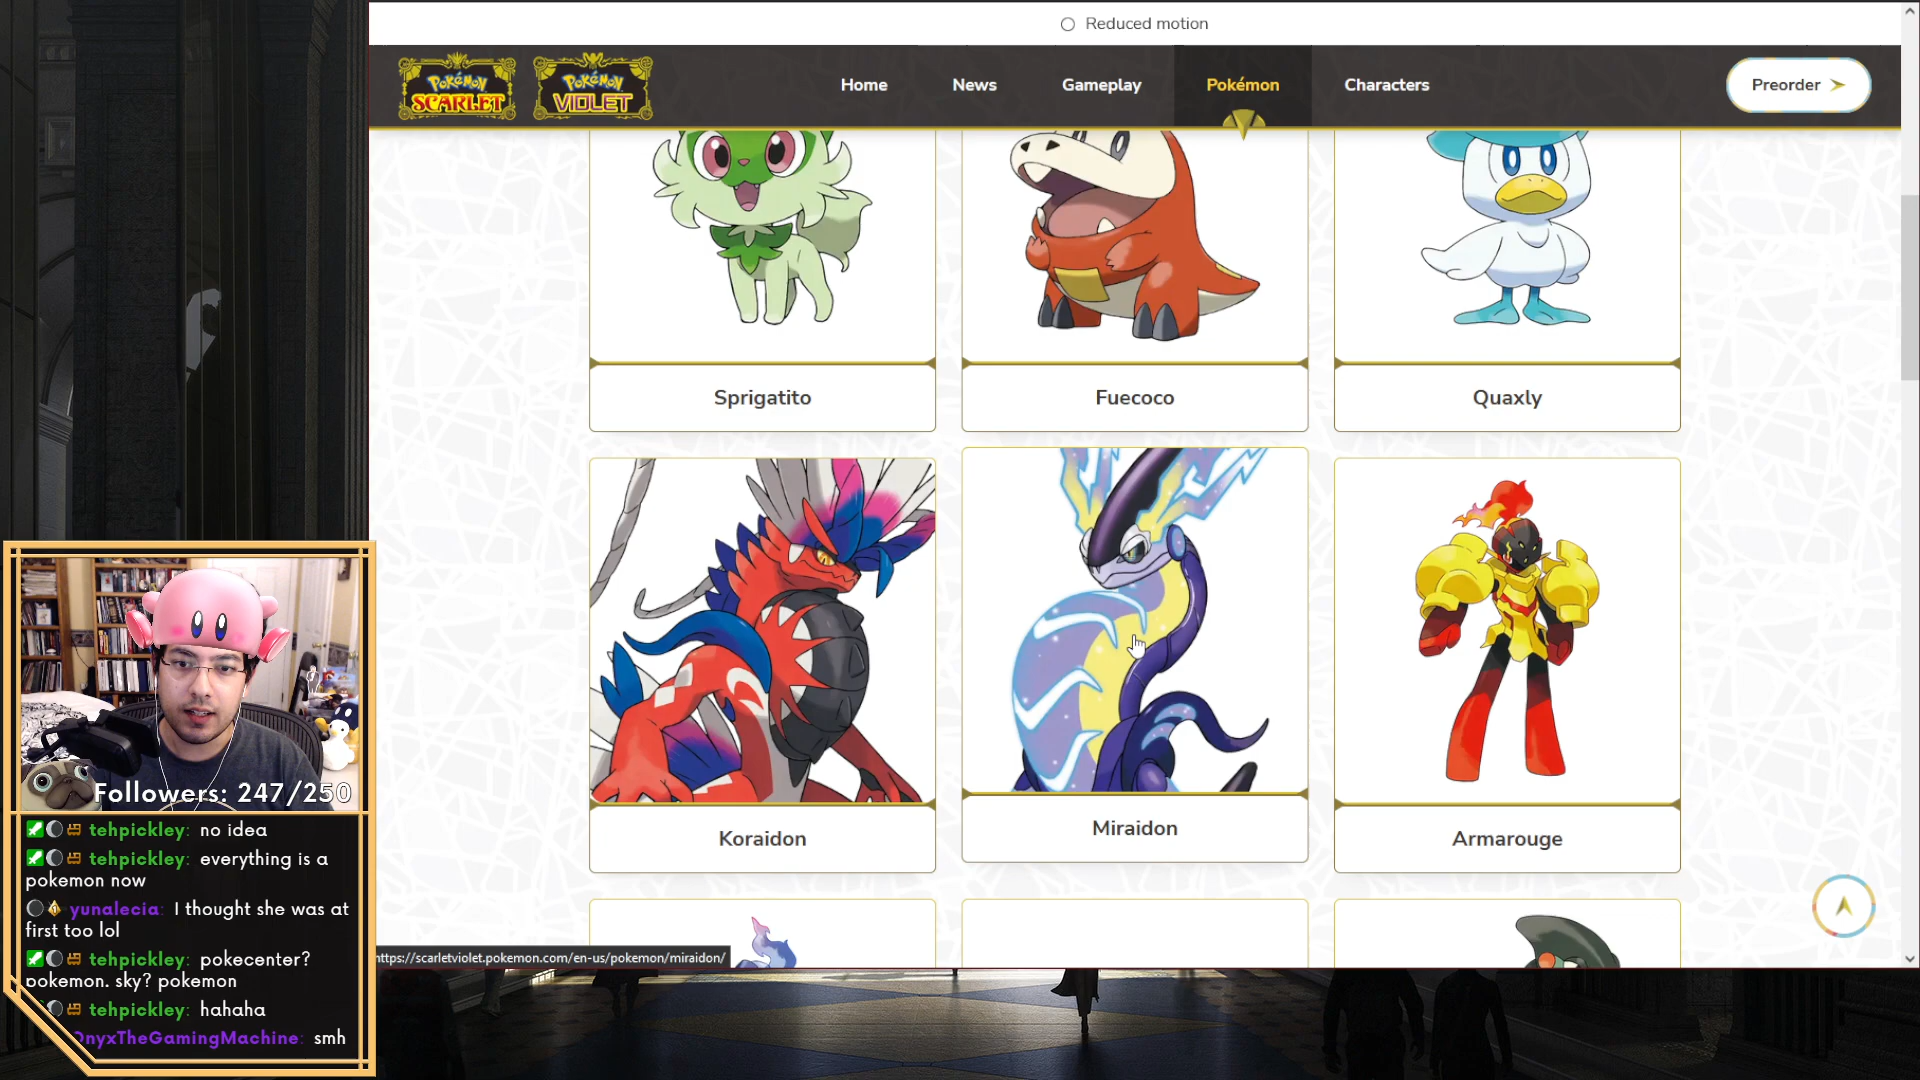 Reduced motion
POKÉMON
SCARLET
POKÉMON
VIOLET
Home
News
Gameplay
Pokémon
Characters
Preorder
Sprigatito
Fuecoco
Quaxly
Koraidon
Miraidon
Armarouge
https://scarletviolet.pokemon.com/en-us/pokemon/miraidon/
Followers: 247/250
tehpickley: no idea
tehpickley: everything is a
pokemon now
yunalecia: I thought she was at
first too lol
tehpickley: pokecenter?
pokemon. sky? pokemon
tehpickley: hahaha
OnyxTheGamingMachine: smh